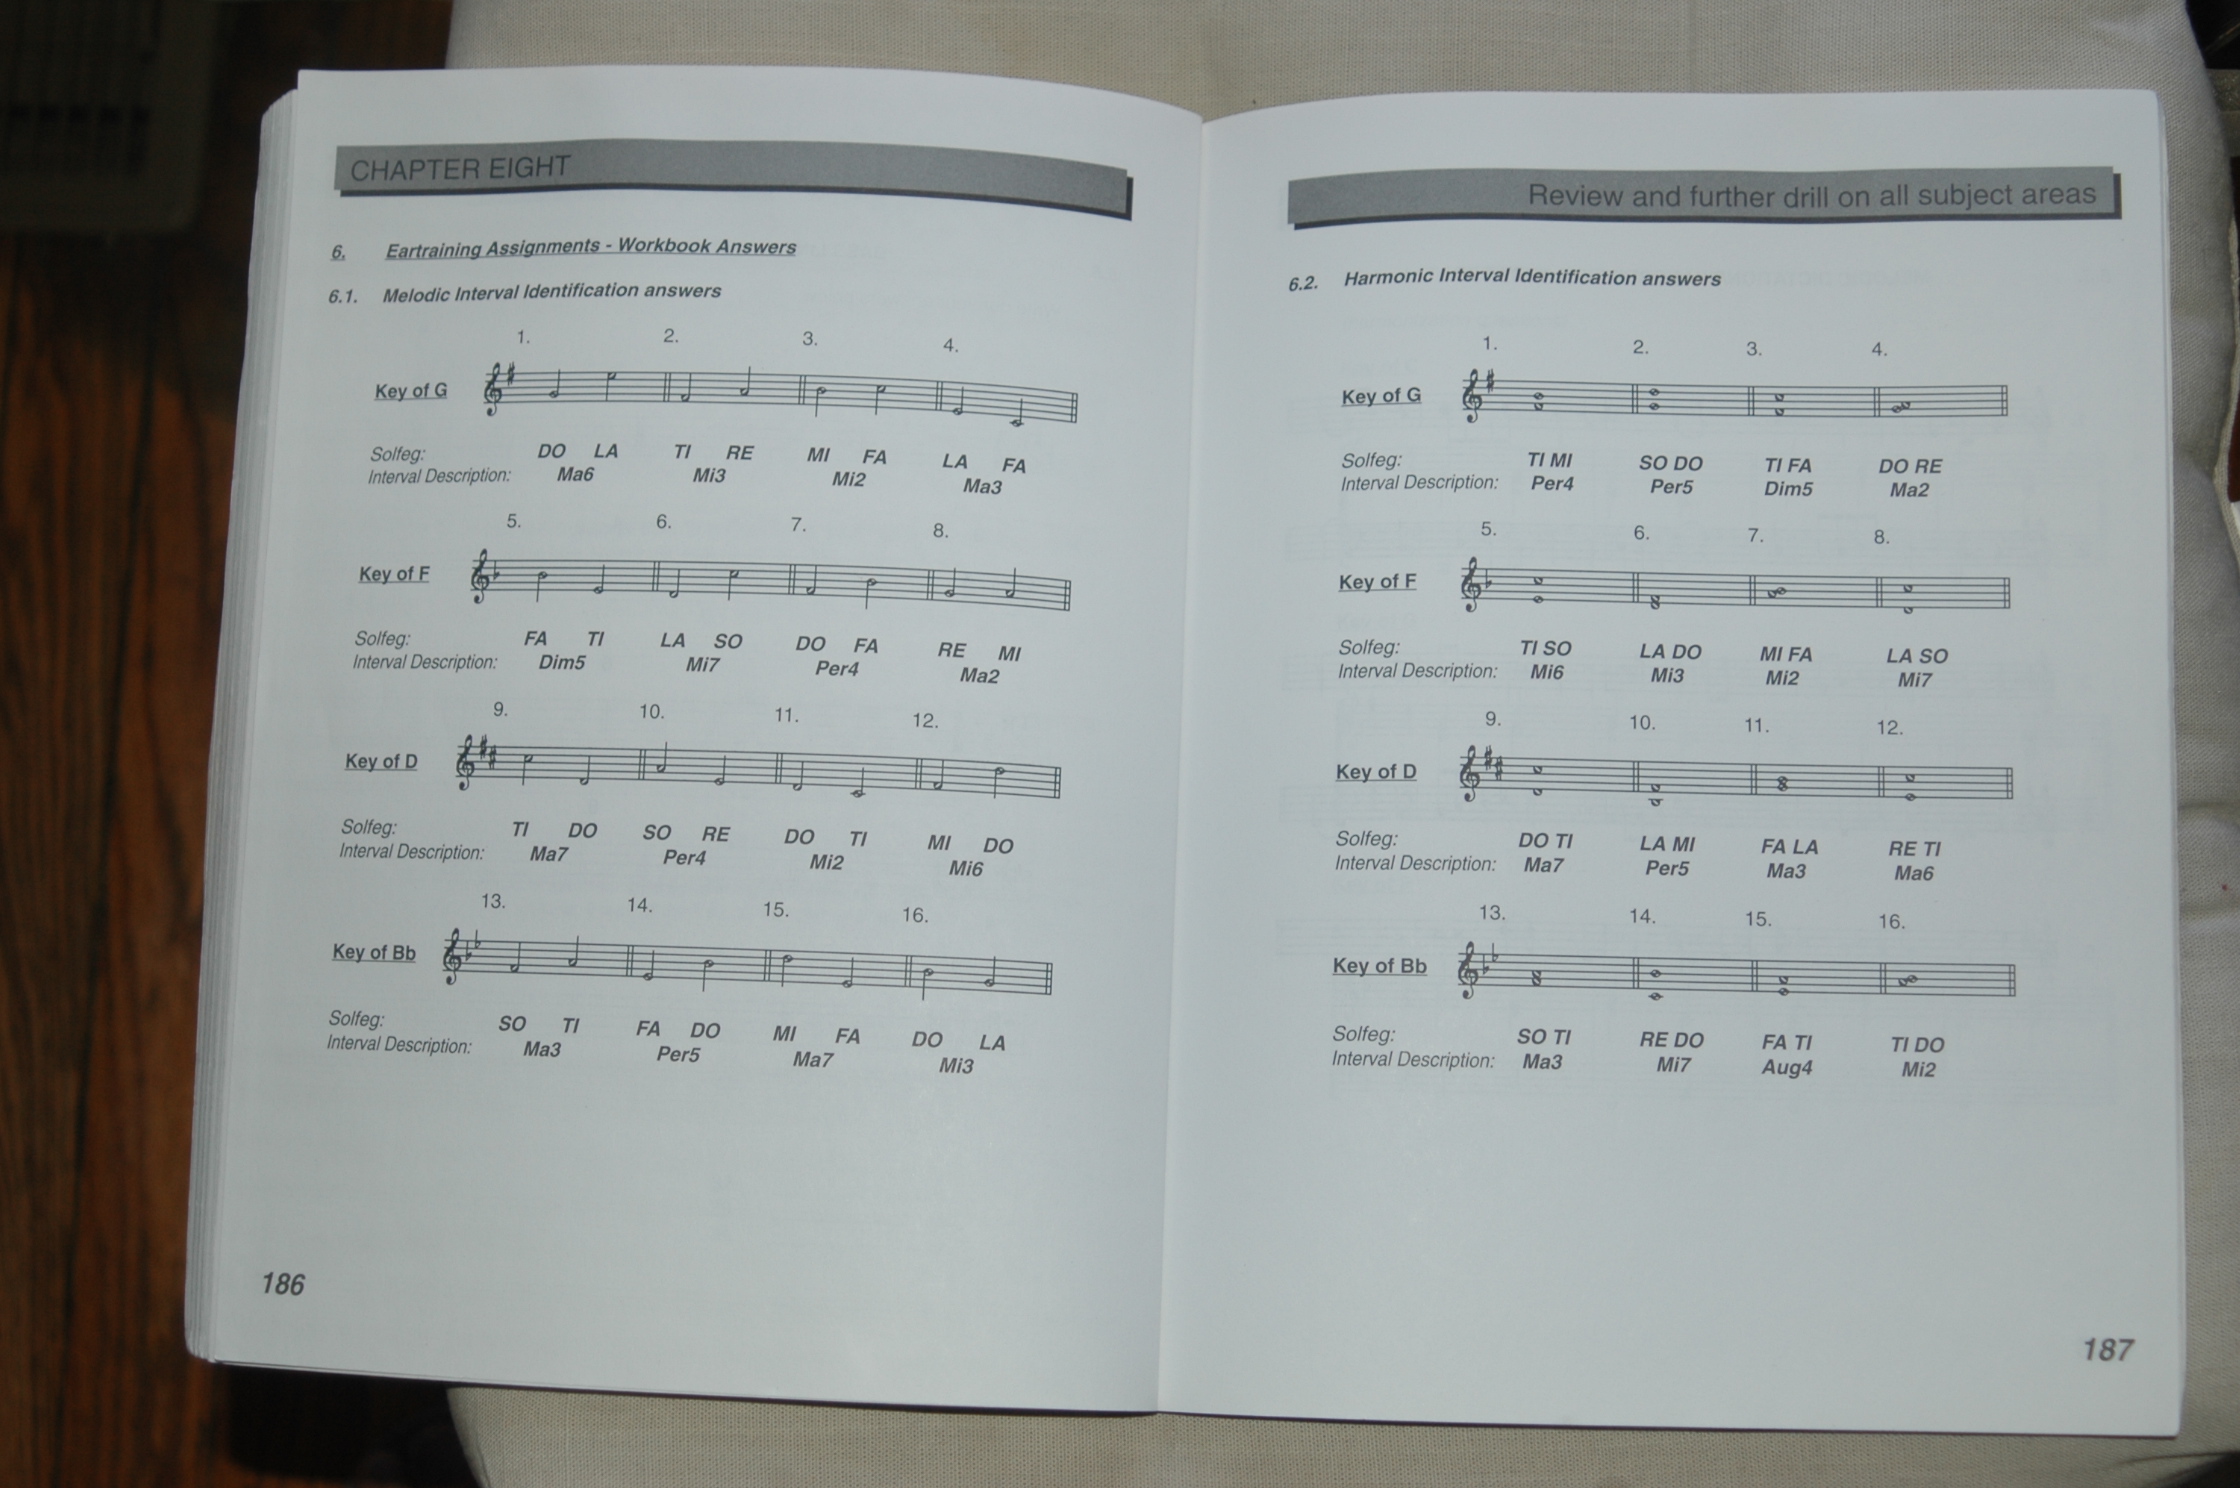 CHAPTER EIGHT
6. Eartraining Assignments - Workbook Answers
6.1. Melodic Interval Identification answers
1. 2. 3. 4.
Key of G
Solfeg: DO LA TI RE MI FA LA FA
Interval Description: Ma6 Mi3 Mi2 Ma3
5. 6. 7. 8.
Key of F
Solfeg: FA TI LA SO DO FA RE MI
Interval Description: Dim5 Mi7 Per4 Ma2
9. 10. 11. 12.
Key of D
Solfeg: TI DO SO RE DO TI MI DO
Interval Description: Ma7 Per4 Mi2 Mi6
13. 14. 15. 16.
Key of Bb
Solfeg: SO TI FA DO MI FA DO LA
Interval Description: Ma3 Per5 Ma7 Mi3
186
Review and further drill on all subject areas
6.2. Harmonic Interval Identification answers
1. 2. 3. 4.
Key of G
Solfeg: TI MI SO DO TI FA DO RE
Interval Description: Per4 Per5 Dim5 Ma2
5. 6. 7. 8.
Key of F
Solfeg: TI SO LA DO MI FA LA SO
Interval Description: Mi6 Mi3 Mi2 Mi7
9. 10. 11. 12.
Key of D
Solfeg: DO TI LA MI FA LA RE TI
Interval Description: Ma7 Per5 Ma3 Ma6
13. 14. 15. 16.
Key of Bb
Solfeg: SO TI RE DO FA TI TI DO
Interval Description: Ma3 Mi7 Aug4 Mi2
187